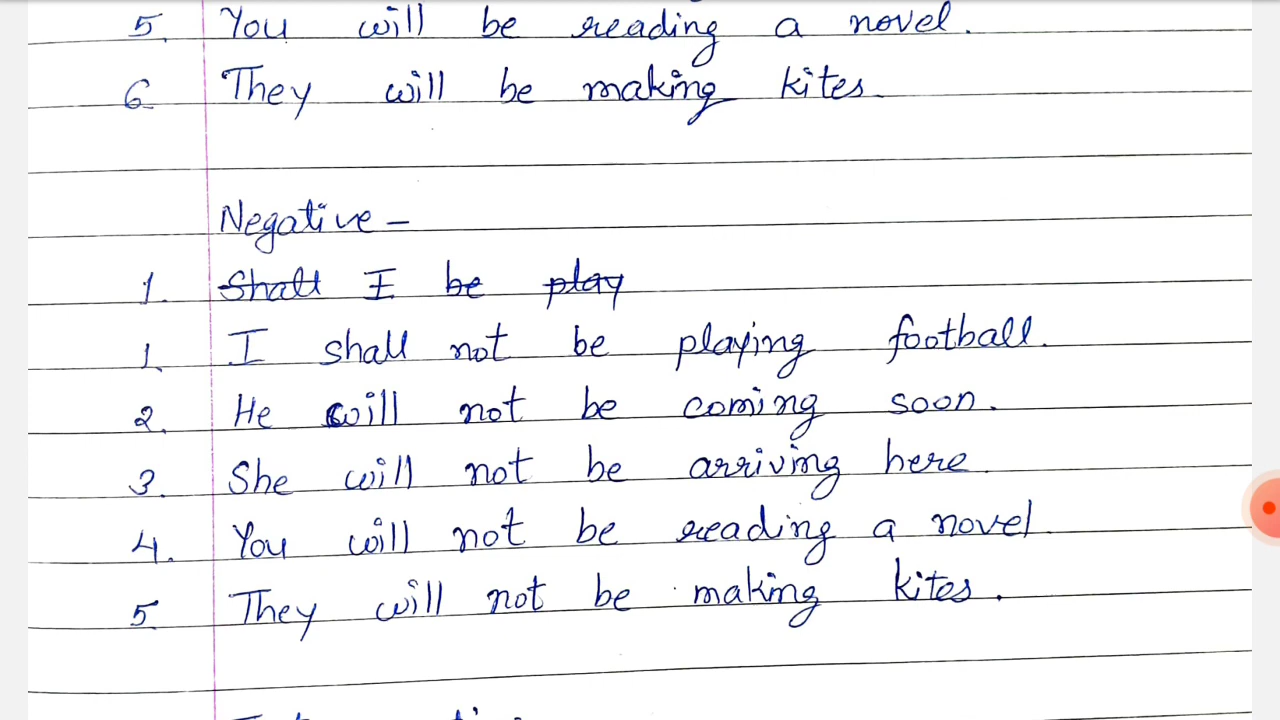 5. You will be reading a novel.
6 They will be making kites.
Negative -
1. Shall I be play
1. I shall not be playing football.
2. He will not be coming soon.
3. She will not be arriving here.
4. You will not be reading a novel.
5. They will not be making kites.